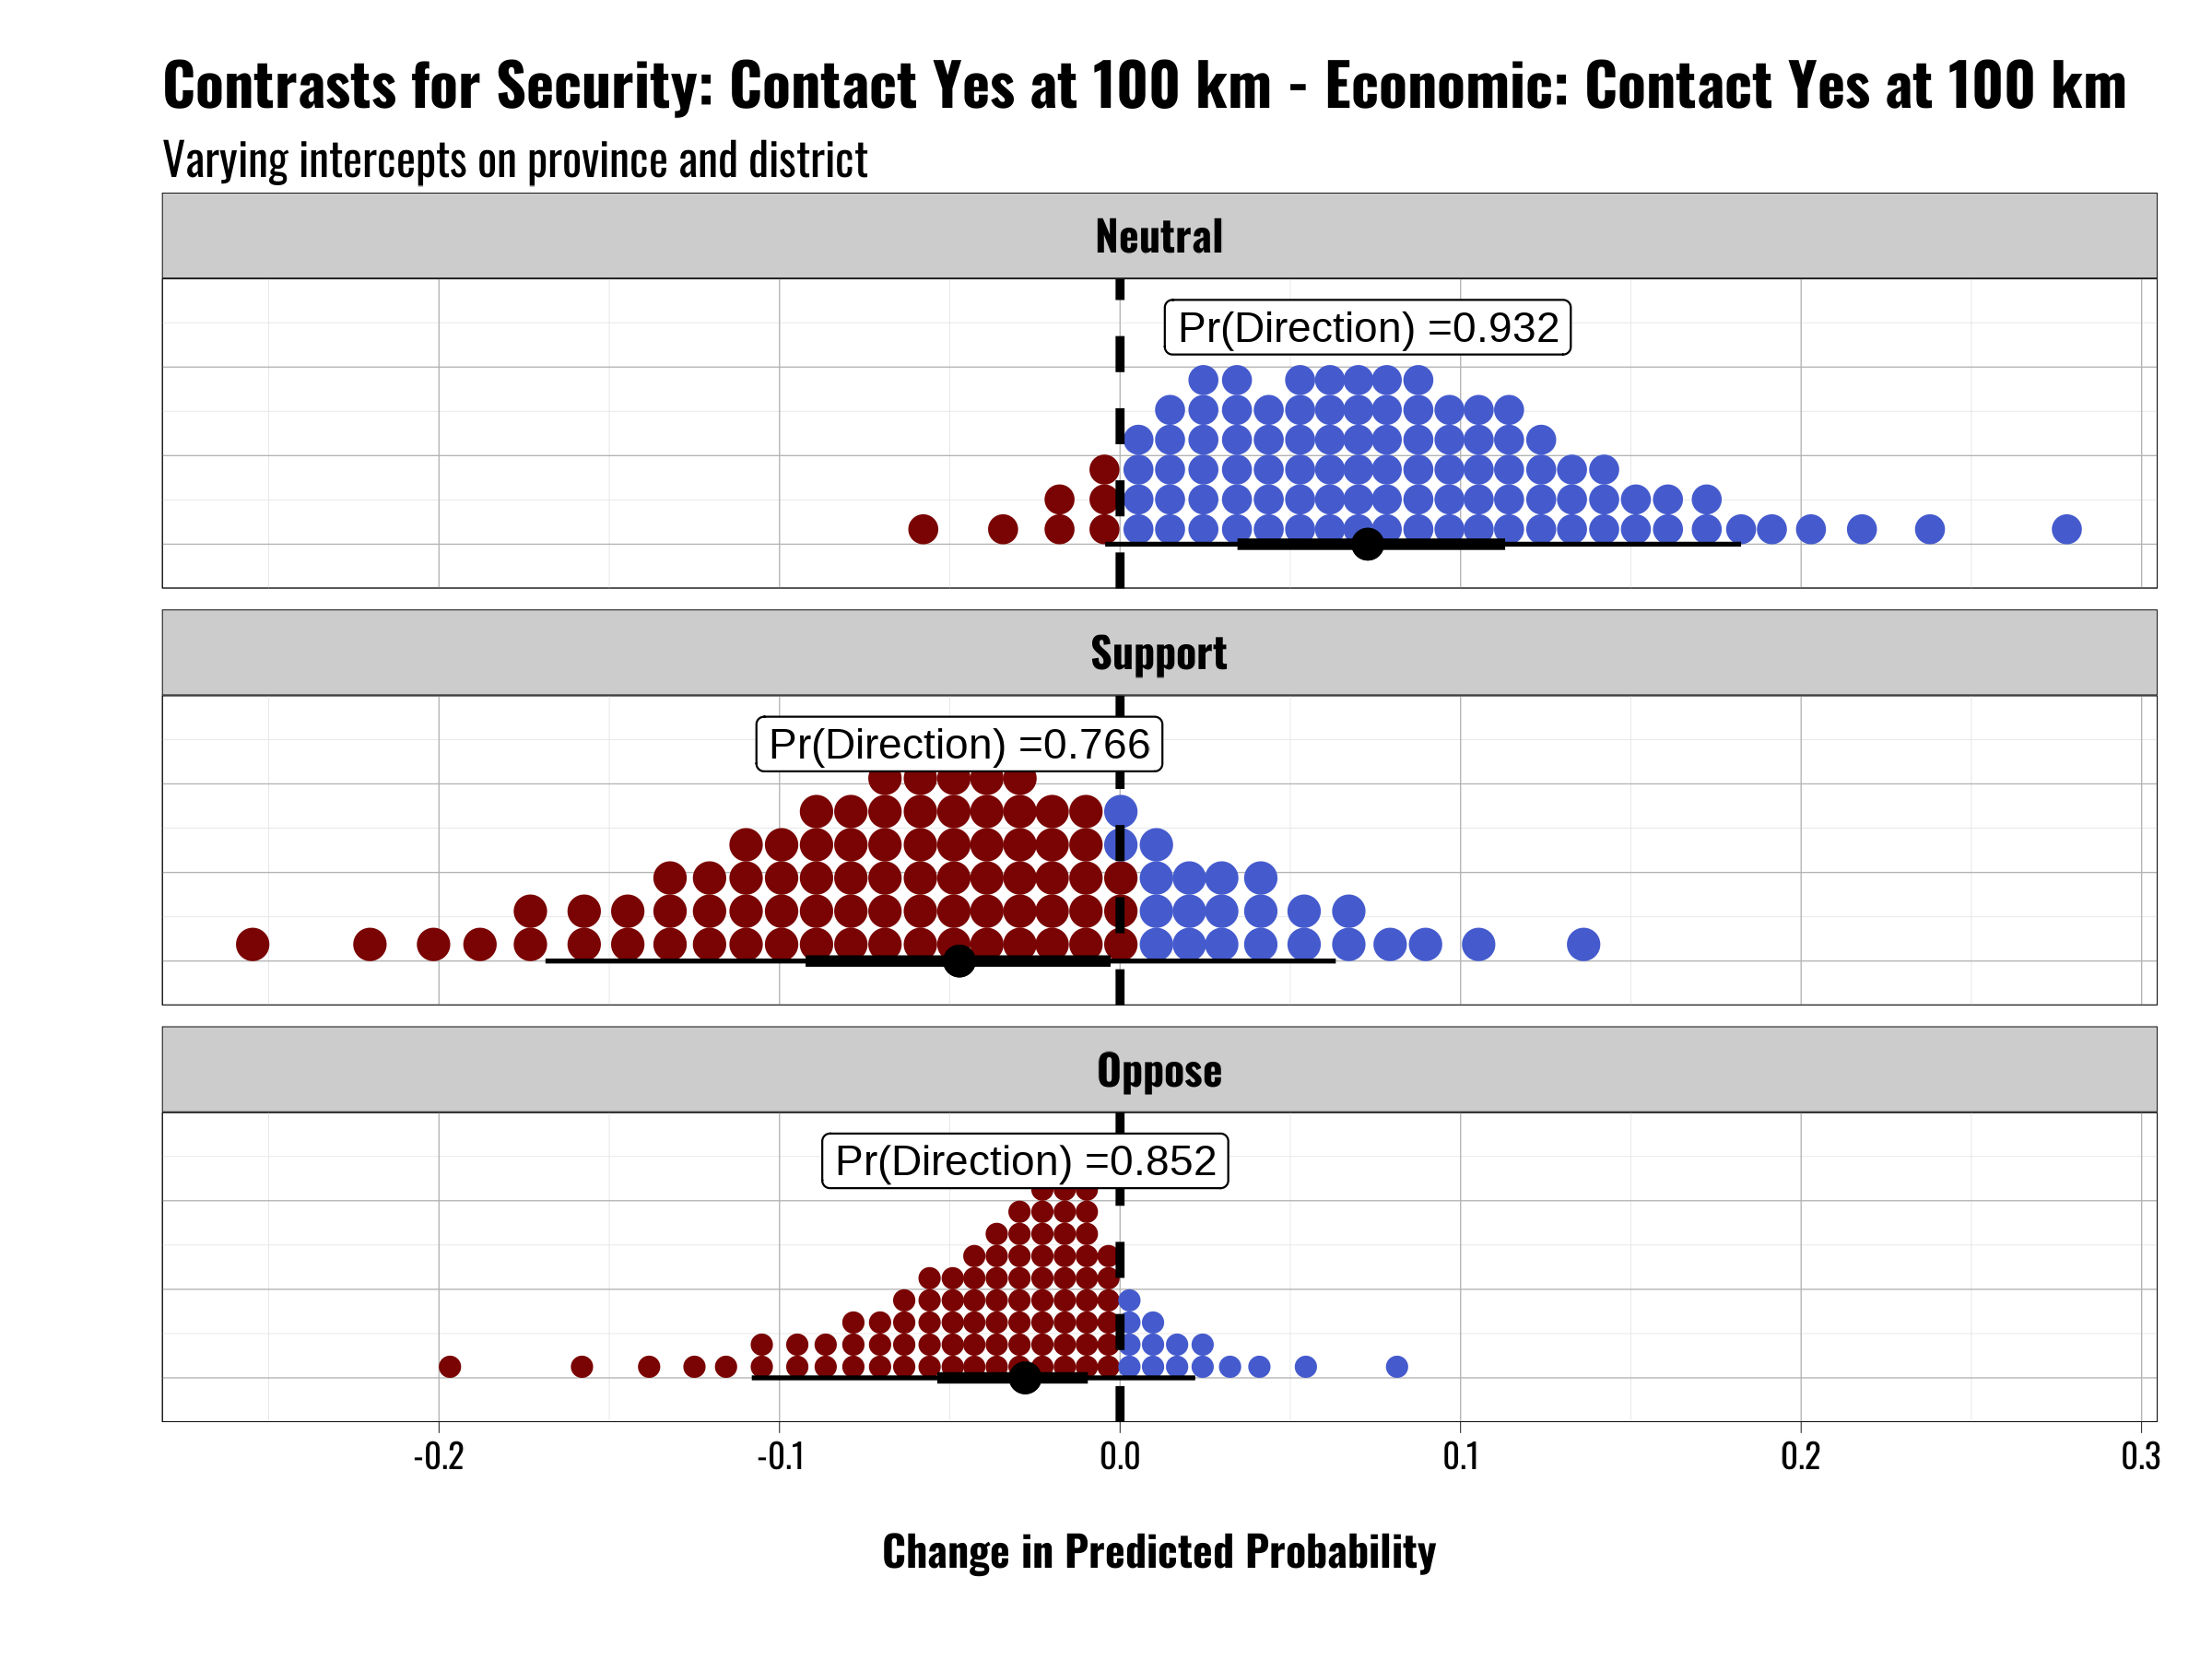 Contrasts for Security: Contact Yes at 100 km - Economic: Contact Yes at 100 km
Varying intercepts on province and district
Neutral
Pr(Direction) =0.932
Support
Pr(Direction) =0.766
Oppose
Pr(Direction) =0.852
-0.2 -0.1 0.0 0.1 0.2 0.3
Change in Predicted Probability